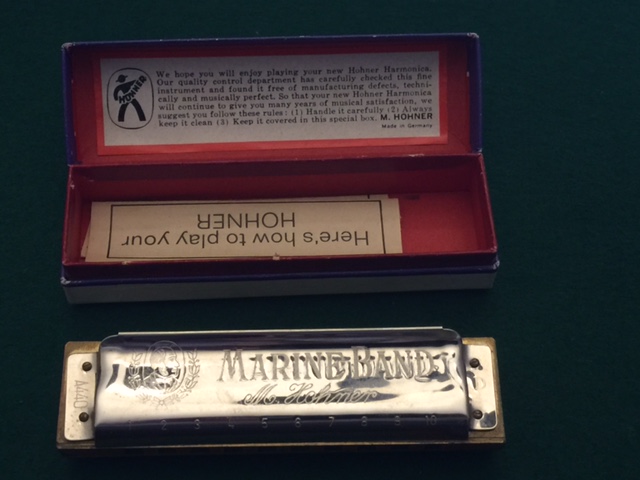 HOHNER
We hope you will enjoy playing your new Hohner Harmonica.
Our quality control department has carefully checked this fine
instrument and found it free of manufacturing defects, techni-
cally and musically perfect. So that your new Hohner Harmonica
will continue to give you many years of musical satisfaction, we
suggest you follow these rules: (1) Handle it carefully (2) Always
keep it clean (3) Keep it covered in this special box. M. HOHNER
Made in Germany
Here's how to play your
HOHNER
MARINE BAND
M. Hohner
A440
2 3 4 5 6 7 8 9 10